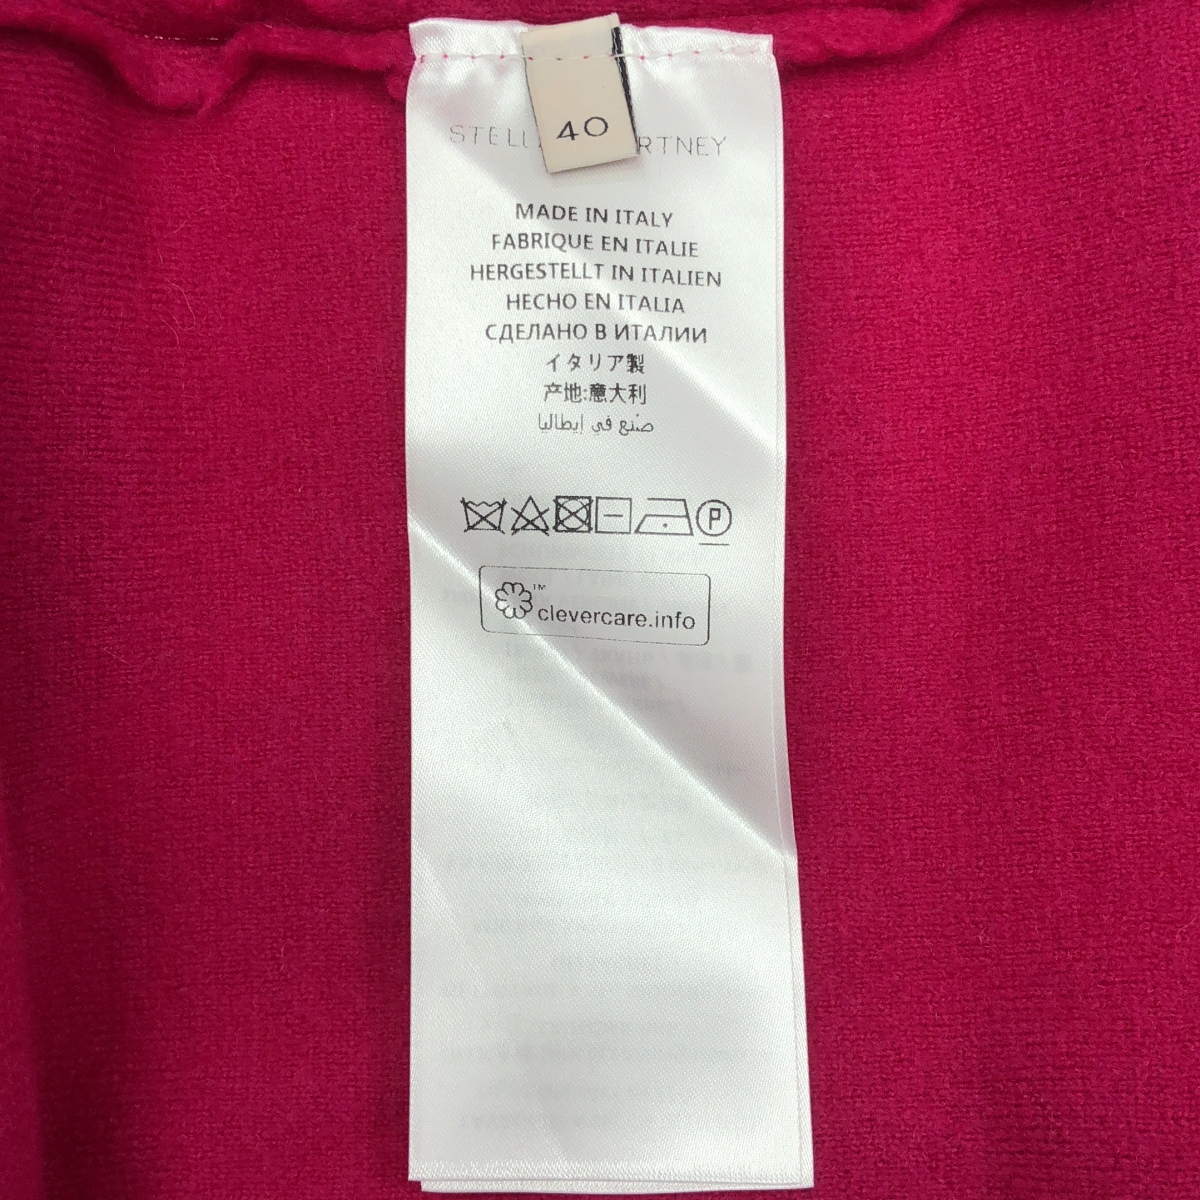 40
STELL RTNEY
MADE IN ITALY
FABRIQUE EN ITALIE
HERGESTELLT IN ITALIEN
HECHO EN ITALIA
СДЕЛАНО В ИТАЛИИ
イタリア製
产地:意大利
صنع في إيطاليا
P
™ clevercare.info